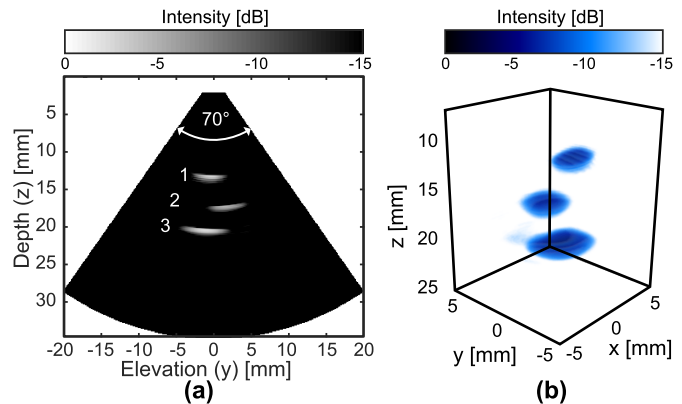 Intensity [dB]
0 -5 -10 -15
5
10
15
20
25
30
Depth (z) [mm]
70°
1
2
3
-20 -15 -10 -5 0 5 10 15 20
Elevation (y) [mm]
(a)
Intensity [dB]
0 -5 -10 -15
10
15
20
25
z [mm]
5 0 -5
y [mm]
-5 0 5
x [mm]
(b)